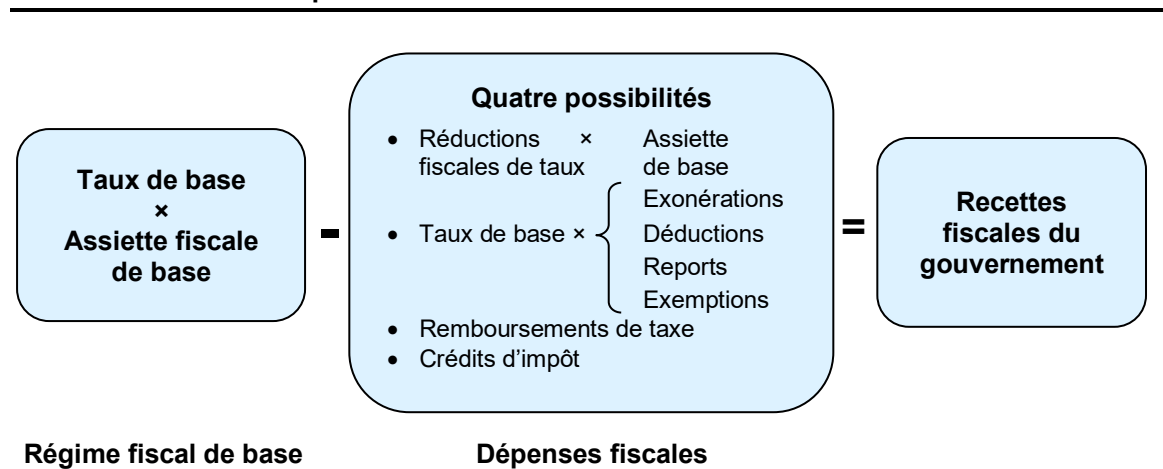 Taux de base
×
Assiette fiscale
de base
-
Quatre possibilités
• Réductions × Assiette
fiscales de taux de base
Exonérations
• Taux de base × Déductions
Reports
Exemptions
• Remboursements de taxe
• Crédits d'impôt
=
Recettes
fiscales du
gouvernement
Régime fiscal de base
Dépenses fiscales